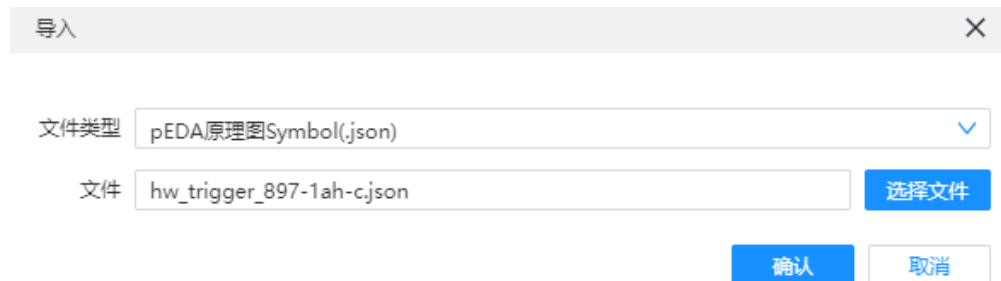 导入
文件类型 pEDA原理图Symbol(.json)
文件 hw_trigger_897-1ah-c.json 选择文件
确认 取消